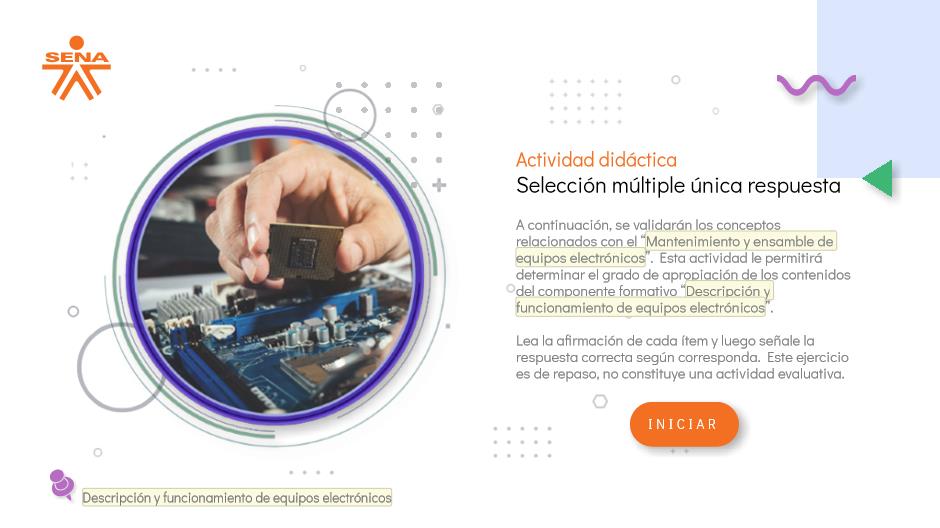 SENA
Actividad didáctica
Selección múltiple única respuesta
A continuación, se validarán los conceptos
relacionados con el “Mantenimiento y ensamble de
equipos electrónicos”.  Esta actividad le permitirá
determinar el grado de apropiación de los contenidos
del componente formativo “Descripción y
funcionamiento de equipos electrónicos”.
Lea la afirmación de cada ítem y luego señale la
respuesta correcta según corresponda.  Este ejercicio
es de repaso, no constituye una actividad evaluativa.
INICIAR
Descripción y funcionamiento de equipos electrónicos